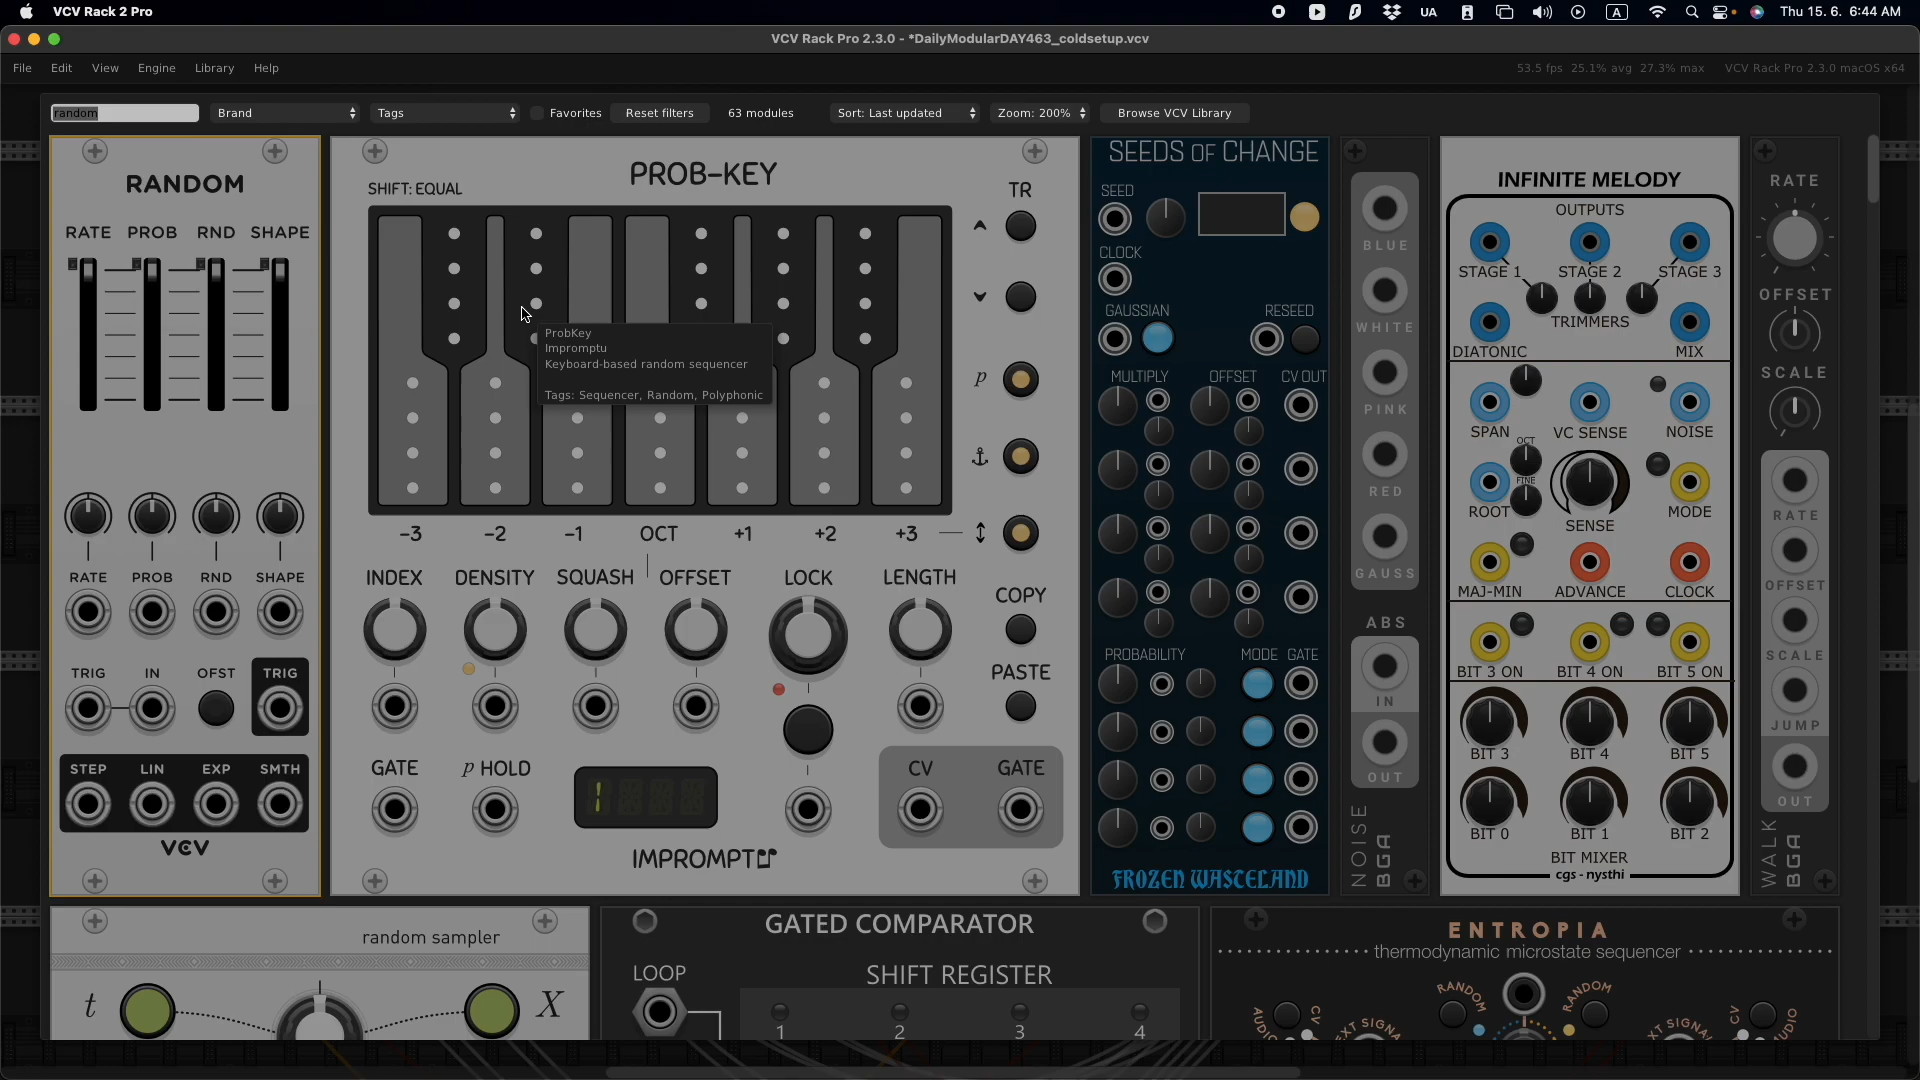 VCV Rack 2 Pro
UA
A
Thu 15. 6. 6:44 AM
VCV Rack Pro 2.3.0 - *DailyModularDAY463_coldsetup.vcv
File Edit View Engine Library Help
53.5 fps 25.1% avg 27.3% max VCV Rack Pro 2.3.0 macOS x64
random Brand Tags Favorites Reset filters 63 modules Sort: Last updated Zoom: 200% Browse VCV Library
RANDOM
RATE PROB RND SHAPE
RATE PROB RND SHAPE
TRIG IN OFST TRIG
STEP LIN EXP SMTH
VCV
PROB-KEY
SHIFT: EQUAL
TR
p
ProbKey
Impromptu
Keyboard-based random sequencer
Tags: Sequencer, Random, Polyphonic
-3 -2 -1 OCT +1 +2 +3
INDEX DENSITY SQUASH OFFSET LOCK LENGTH
COPY
PASTE
GATE p HOLD
CV GATE
1
IMPROMPTU
SEEDS OF CHANGE
SEED
CLOCK
GAUSSIAN RESEED
MULTIPLY OFFSET CV OUT
PROBABILITY MODE GATE
FROZEN WASTELAND
BLUE
WHITE
PINK
RED
GAUSS
ABS
IN
OUT
NOISE
BGA
INFINITE MELODY
OUTPUTS
STAGE 1 STAGE 2 STAGE 3
TRIMMERS
DIATONIC MIX
SPAN VC SENSE NOISE
OCT
FINE
ROOT SENSE MODE
MAJ-MIN ADVANCE CLOCK
BIT 3 ON BIT 4 ON BIT 5 ON
BIT 3 BIT 4 BIT 5
BIT 0 BIT 1 BIT 2
BIT MIXER
cgs - nysthi
RATE
OFFSET
SCALE
RATE
OFFSET
SCALE
JUMP
OUT
WALK
BGA
random sampler
t X
GATED COMPARATOR
LOOP SHIFT REGISTER
1 2 3 4
ENTROPIA
thermodynamic microstate sequencer
RANDOM RANDOM
AUDIO CV CV AUDIO